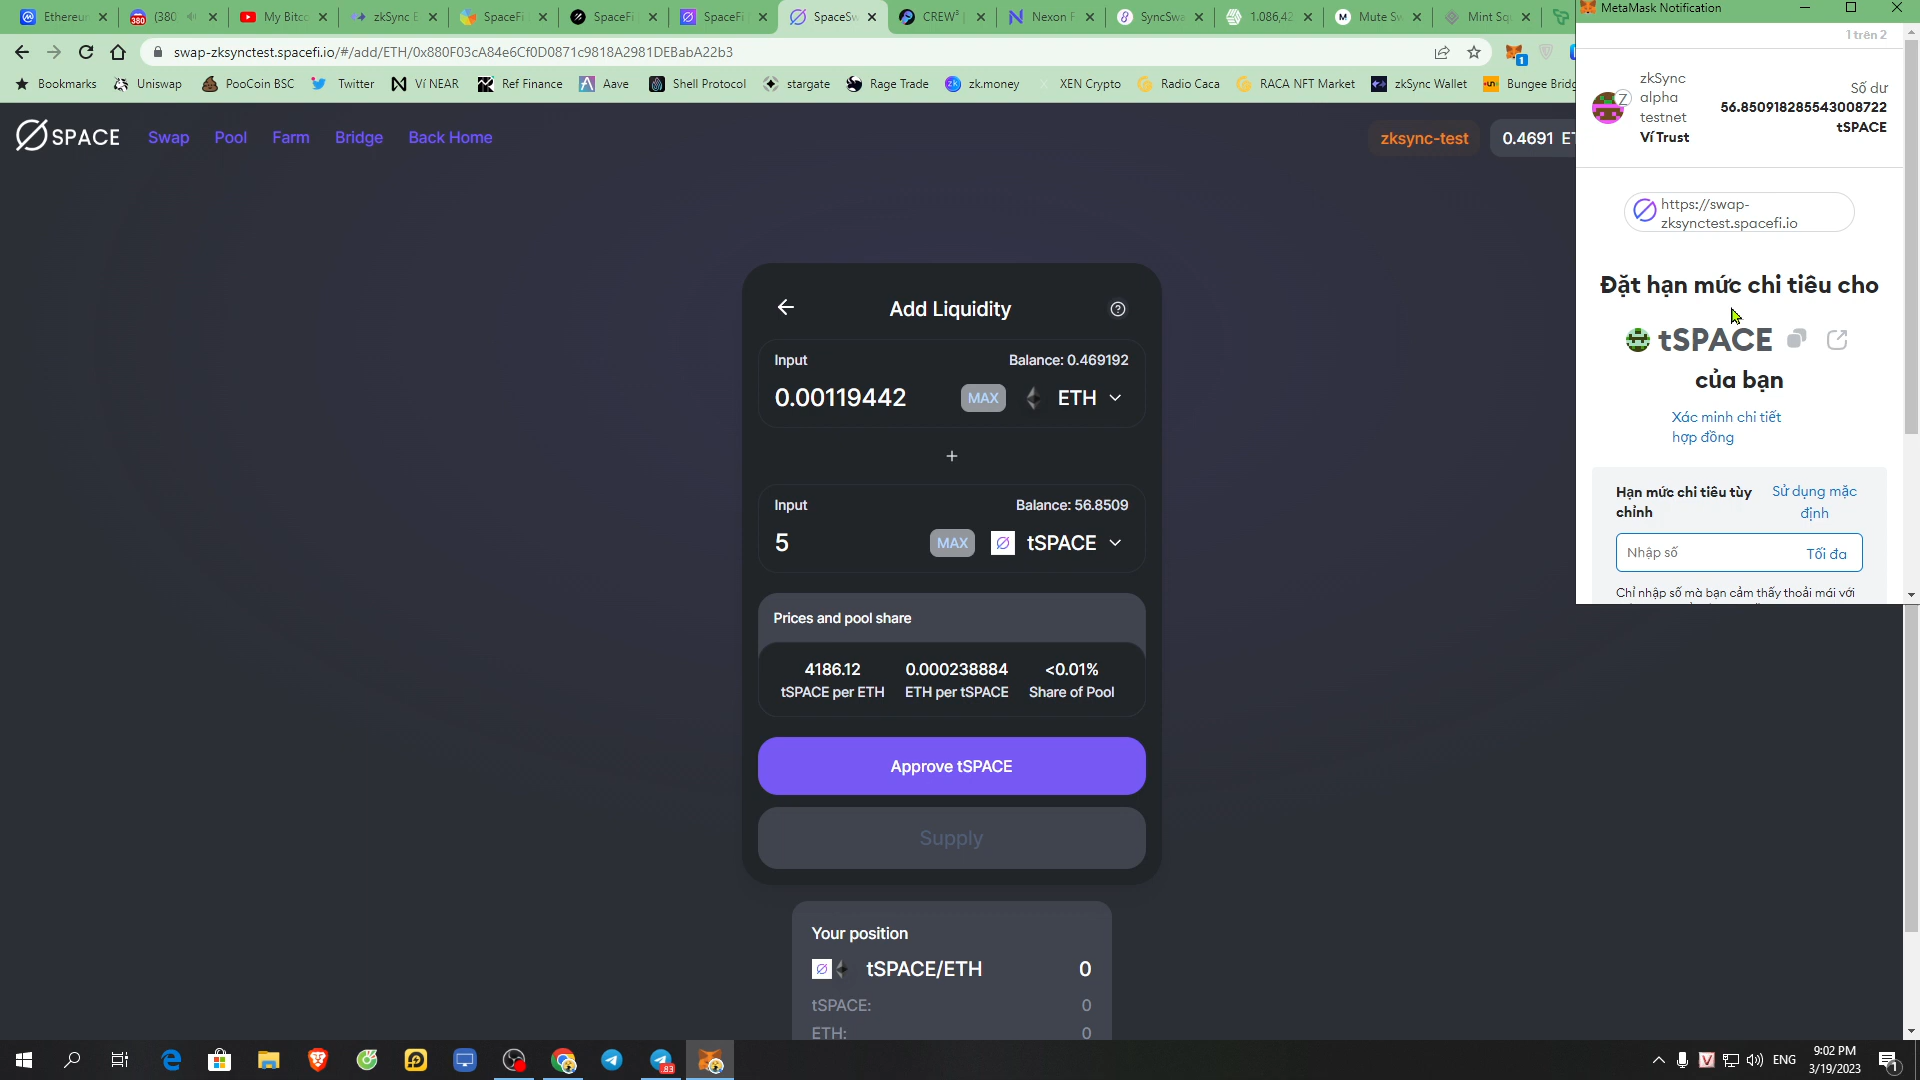 Ethereu
(380
My Bitc
zkSync E
SpaceFi
SpaceFi
SpaceFi
SpaceSw
CREW³
Nexon F
SyncSwa
1.086,42
Mute Sw
Mint Sq
MetaMask Notification
swap-zksynctest.spacefi.io/#/add/ETH/0x880F03cA84e6Cf0D0871c9818A2981DEBabA22b3
1
Bookmarks
Uniswap
PooCoin BSC
Twitter
Ví NEAR
Ref Finance
Aave
Shell Protocol
stargate
Rage Trade
zk.money
XEN Crypto
Radio Caca
RACA NFT Market
zkSync Wallet
Bungee Bridg
SPACE
Swap
Pool
Farm
Bridge
Back Home
zksync-test
0.4691 ET
Add Liquidity
Input
Balance: 0.469192
0.00119442
MAX
ETH
+
Input
Balance: 56.8509
5
MAX
tSPACE
Prices and pool share
4186.12
0.000238884
<0.01%
tSPACE per ETH
ETH per tSPACE
Share of Pool
Approve tSPACE
Supply
Your position
tSPACE/ETH
0
tSPACE:
0
ETH:
0
1 trên 2
zkSync
alpha
testnet
Ví Trust
Số dư
56.850918285543008722
tSPACE
https://swap-
zksynctest.spacefi.io
Đặt hạn mức chi tiêu cho
tSPACE
của bạn
Xác minh chi tiết
hợp đồng
Hạn mức chi tiêu tùy
chỉnh
Sử dụng mặc
định
Nhập số
Tối đa
Chỉ nhập số mà bạn cảm thấy thoải mái với
ENG
9:02 PM
3/19/2023
1